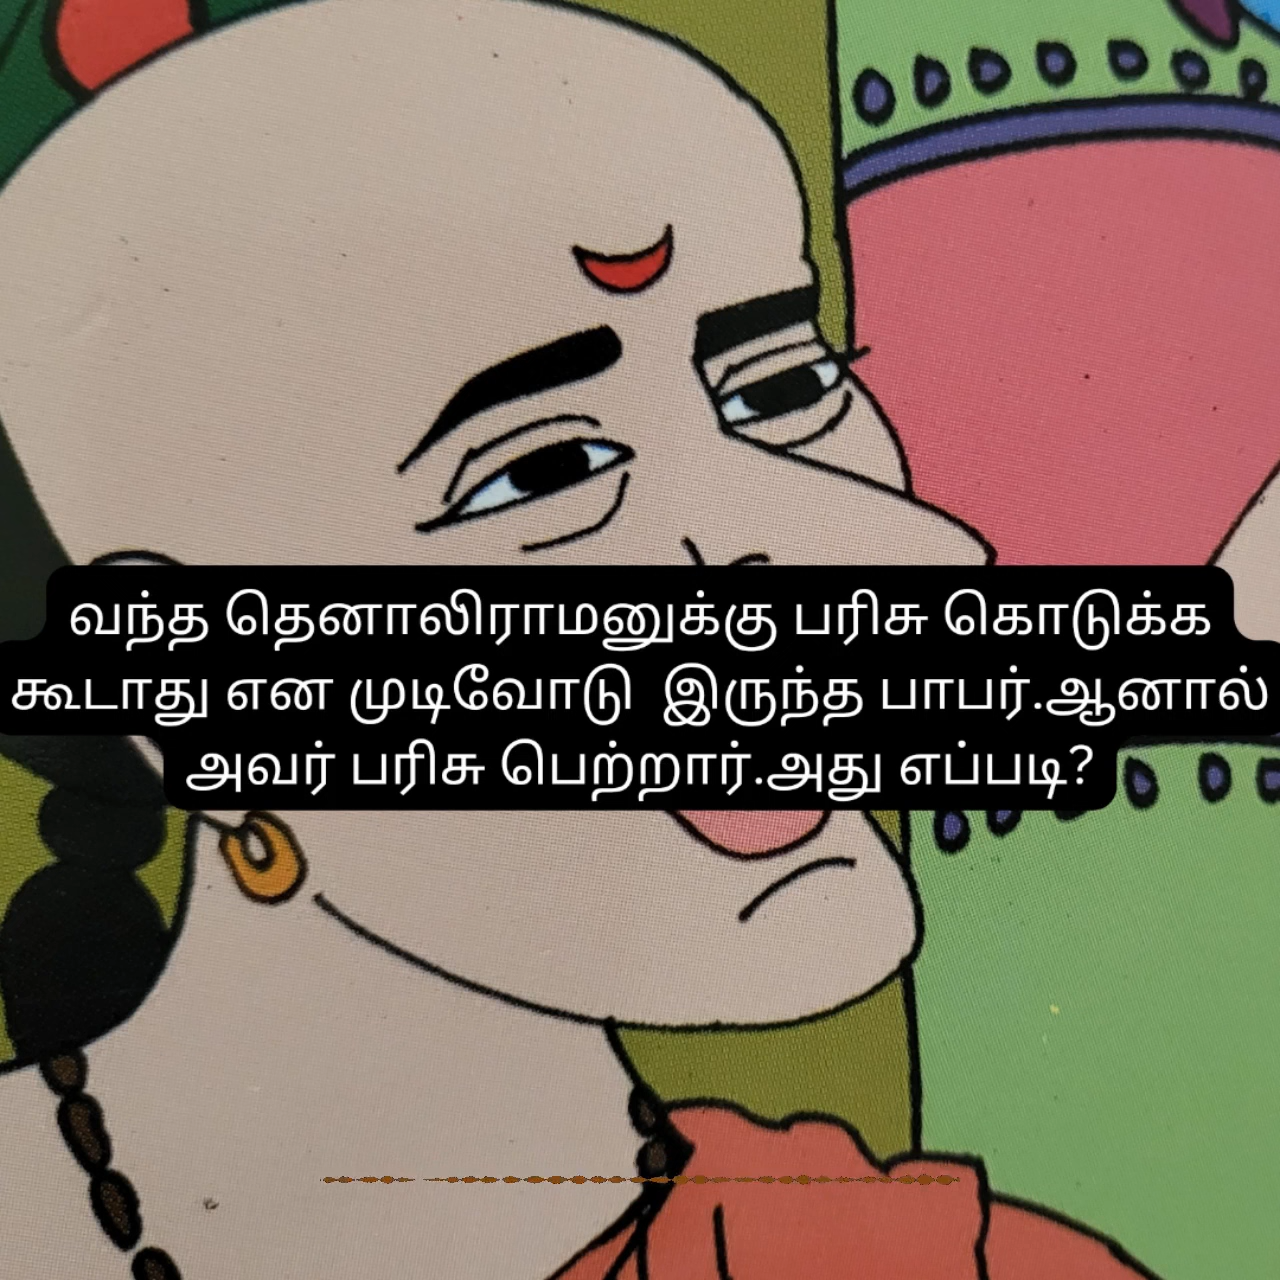 வந்த தெனாலிராமனுக்கு பரிசு கொடுக்க
கூடாது என முடிவோடு  இருந்த பாபர்.ஆனால்
அவர் பரிசு பெற்றார்.அது எப்படி?